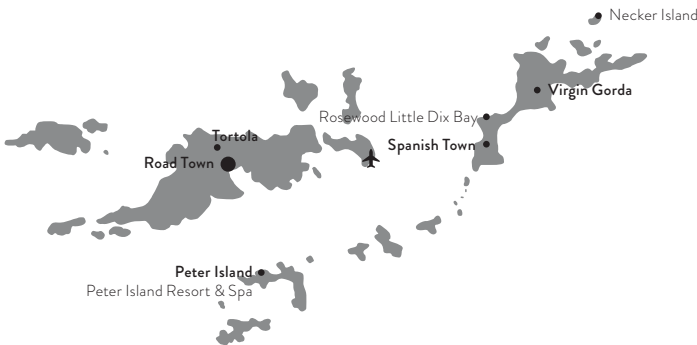 Necker Island
Virgin Gorda
Rosewood Little Dix Bay
Tortola
Spanish Town
Road Town
Peter Island
Peter Island Resort & Spa